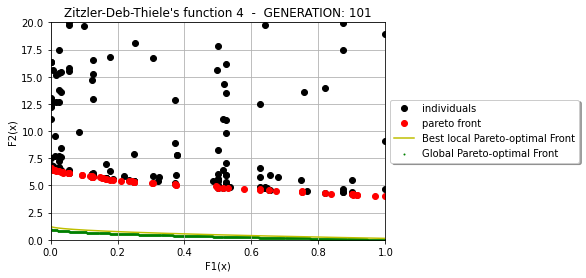 Zitzler-Deb-Thiele's function 4  -  GENERATION: 101
F2(x)
20.0
17.5
15.0
12.5
10.0
7.5
5.0
2.5
0.0
0.0
0.2
0.4
0.6
0.8
1.0
F1(x)
individuals
pareto front
Best local Pareto-optimal Front
Global Pareto-optimal Front